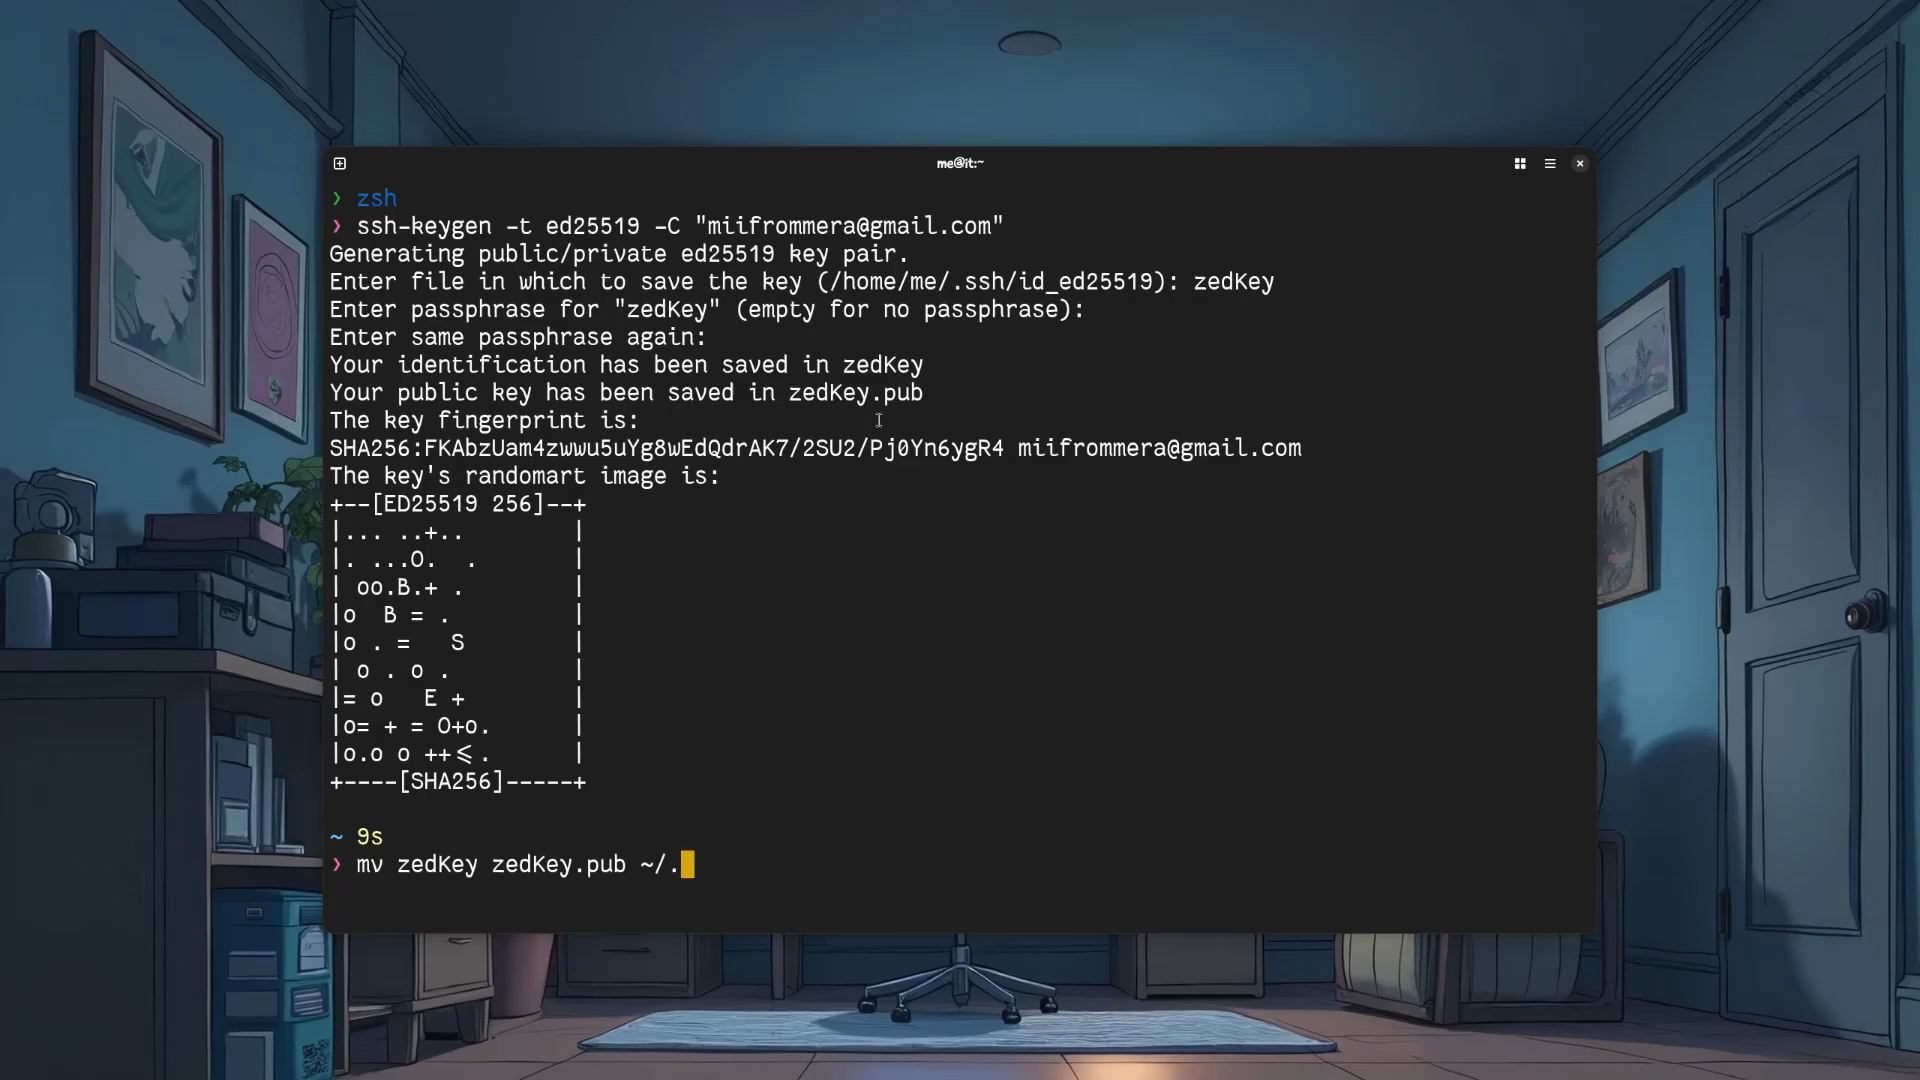 me@it:~
❯ zsh
❯ ssh-keygen -t ed25519 -C "miifrommera@gmail.com"
Generating public/private ed25519 key pair.
Enter file in which to save the key (/home/me/.ssh/id_ed25519): zedKey
Enter passphrase for "zedKey" (empty for no passphrase):
Enter same passphrase again:
Your identification has been saved in zedKey
Your public key has been saved in zedKey.pub
The key fingerprint is:
SHA256:FKAbzUam4zwwu5uYg8wEdQdrAK7/2SU2/Pj0Yn6ygR4 miifrommera@gmail.com
The key's randomart image is:
+--[ED25519 256]--+
|... ..+..        |
|. ...O.  .       |
| oo.B.+ .        |
|o  B = .         |
|o . =   S        |
| o . o .         |
|= o   E +        |
|o= + = O+o.      |
|o.o o ++<=.      |
+----[SHA256]-----+
~ 9s
❯ mv zedKey zedKey.pub ~/.